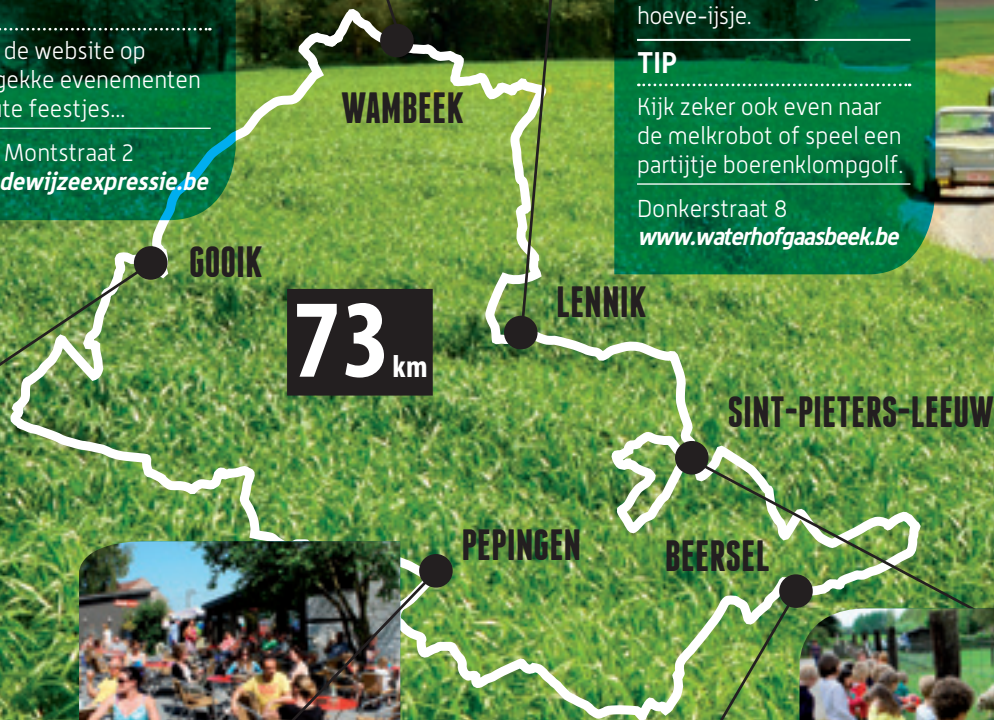 de website op
gekke evenementen
feestjes...
Montstraat 2
dewijzeexpressie.be
hoeve-ijsje.
TIP
Kijk zeker ook even naar
de melkrobot of speel een
partijtje boerenklompgolf.
Donkerstraat 8
www.waterhofgaasbeek.be
WAMBEEK
GOOIK
LENNIK
73 km
SINT-PIETERS-LEEUW
PEPINGEN
BEERSEL